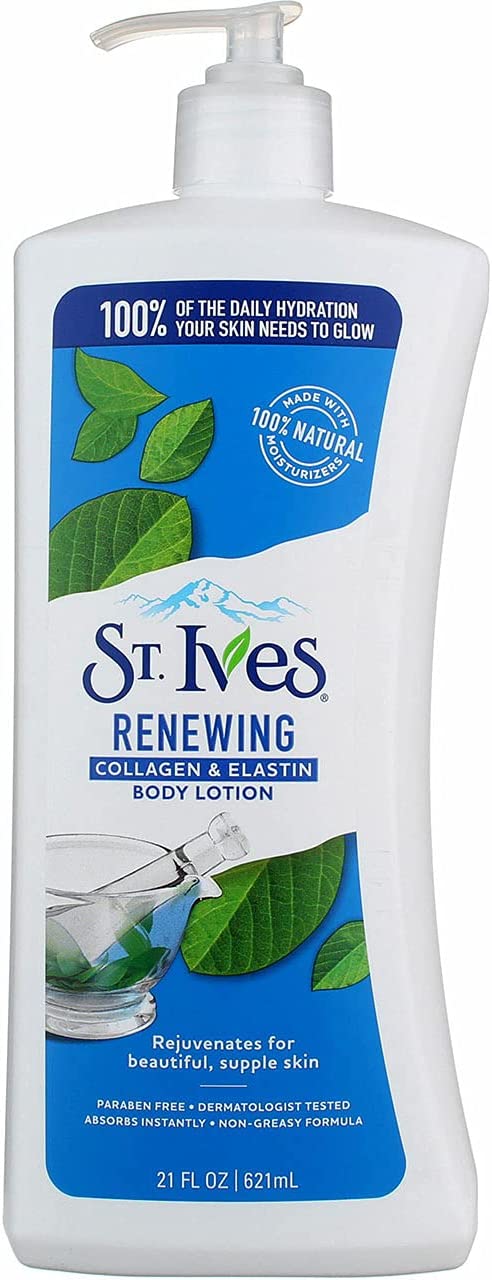 100% OF THE DAILY HYDRATION
YOUR SKIN NEEDS TO GLOW
MADE WITH
100% NATURAL
MOISTURIZERS
ST. IVES®
RENEWING
COLLAGEN & ELASTIN
BODY LOTION
Rejuvenates for
beautiful, supple skin
PARABEN FREE • DERMATOLOGIST TESTED
ABSORBS INSTANTLY • NON-GREASY FORMULA
21 FL OZ | 621mL